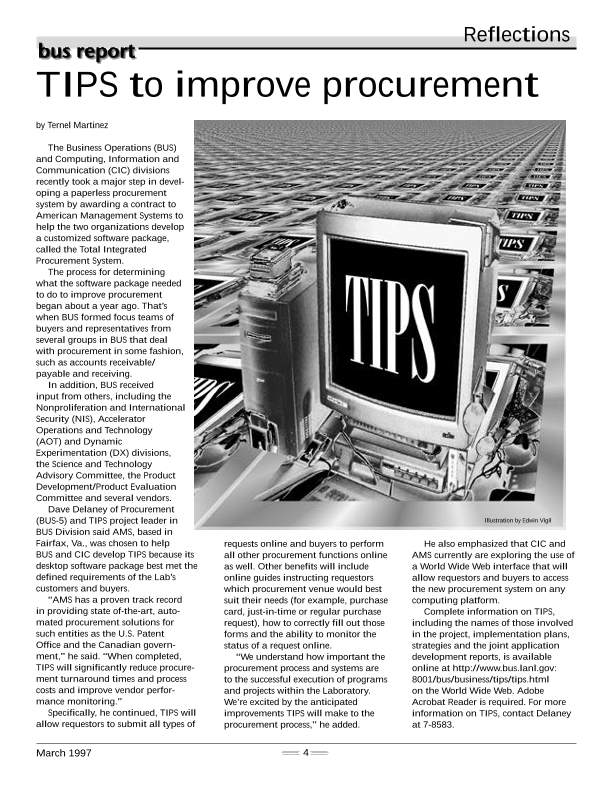 Reflections
bus report
TIPS to improve procurement
by Ternel Martinez
The Business Operations (BUS)
and Computing, Information and
Communication (CIC) divisions
recently took a major step in devel-
oping a paperless procurement
system by awarding a contract to
American Management Systems to
help the two organizations develop
a customized software package,
called the Total Integrated
Procurement System.
The process for determining
what the software package needed
to do to improve procurement
began about a year ago. That's
when BUS formed focus teams of
buyers and representatives from
several groups in BUS that deal
with procurement in some fashion,
such as accounts receivable/
payable and receiving.
In addition, BUS received
input from others, including the
Nonproliferation and International
Security (NIS), Accelerator
Operations and Technology
(AOT) and Dynamic
Experimentation (DX) divisions,
the Science and Technology
Advisory Committee, the Product
Development/Product Evaluation
Committee and several vendors.
Dave Delaney of Procurement
(BUS-5) and TIPS project leader in
BUS Division said AMS, based in
Fairfax, Va., was chosen to help
BUS and CIC develop TIPS because its
desktop software package best met the
defined requirements of the Lab's
customers and buyers.
"AMS has a proven track record
in providing state of-the-art, auto-
mated procurement solutions for
such entities as the U.S. Patent
Office and the Canadian govern-
ment," he said. "When completed,
TIPS will significantly reduce procure-
ment turnaround times and process
costs and improve vendor perfor-
mance monitoring."
Specifically, he continued, TIPS will
allow requestors to submit all types of
TIPS
TIPS
TIPS
TIPS
Illustration by Edwin Vigil
requests online and buyers to perform
all other procurement functions online
as well. Other benefits will include
online guides instructing requestors
which procurement venue would best
suit their needs (for example, purchase
card, just-in-time or regular purchase
request), how to correctly fill out those
forms and the ability to monitor the
status of a request online.
"We understand how important the
procurement process and systems are
to the successful execution of programs
and projects within the Laboratory.
We're excited by the anticipated
improvements TIPS will make to the
procurement process," he added.
He also emphasized that CIC and
AMS currently are exploring the use of
a World Wide Web interface that will
allow requestors and buyers to access
the new procurement system on any
computing platform.
Complete information on TIPS,
including the names of those involved
in the project, implementation plans,
strategies and the joint application
development reports, is available
online at http://www.bus.lanl.gov:
8001/bus/business/tips/tips.html
on the World Wide Web. Adobe
Acrobat Reader is required. For more
information on TIPS, contact Delaney
at 7-8583.
March 1997
4